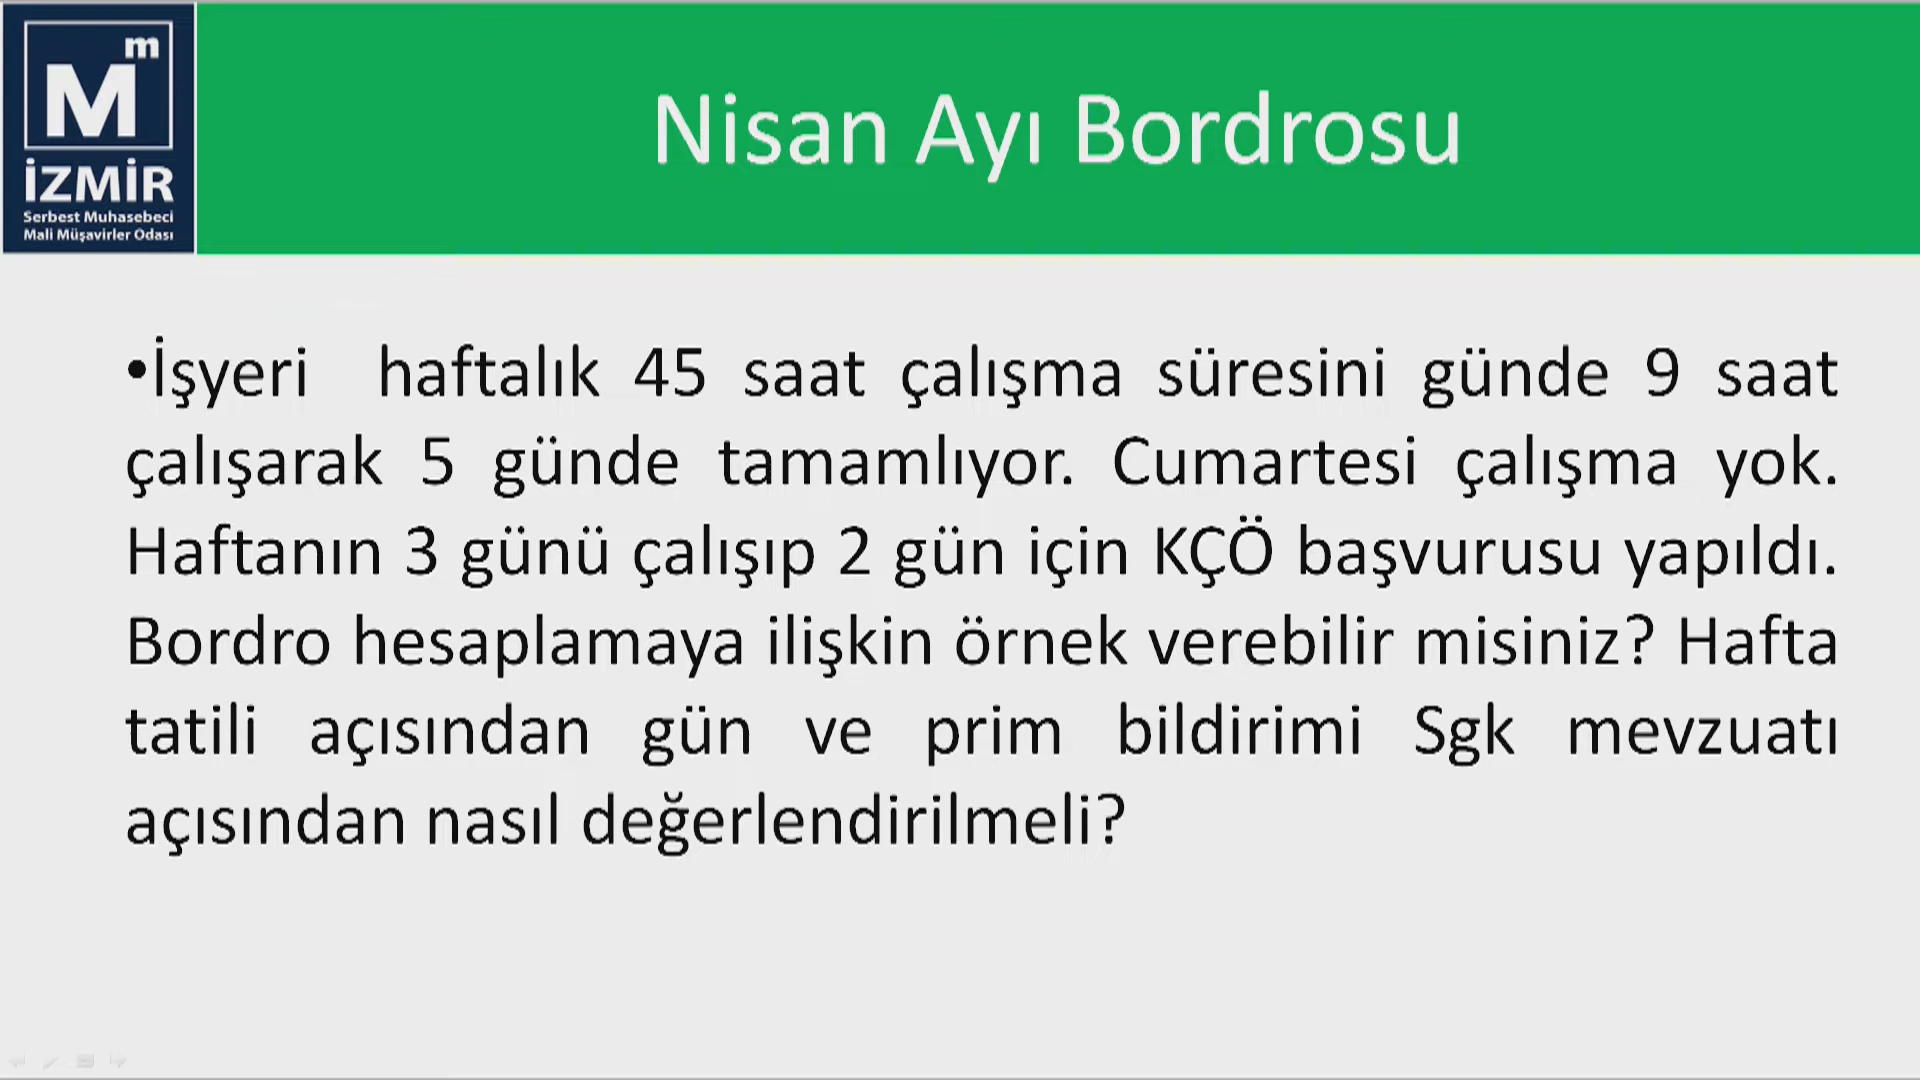 m
M
İZMİR
Serbest Muhasebeci
Mali Müşavirler Odası
Nisan Ayı Bordrosu
•İşyeri haftalık 45 saat çalışma süresini günde 9 saat
çalışarak 5 günde tamamlıyor. Cumartesi çalışma yok.
Haftanın 3 günü çalışıp 2 gün için KÇÖ başvurusu yapıldı.
Bordro hesaplamaya ilişkin örnek verebilir misiniz? Hafta
tatili açısından gün ve prim bildirimi Sgk mevzuatı
açısından nasıl değerlendirilmeli?